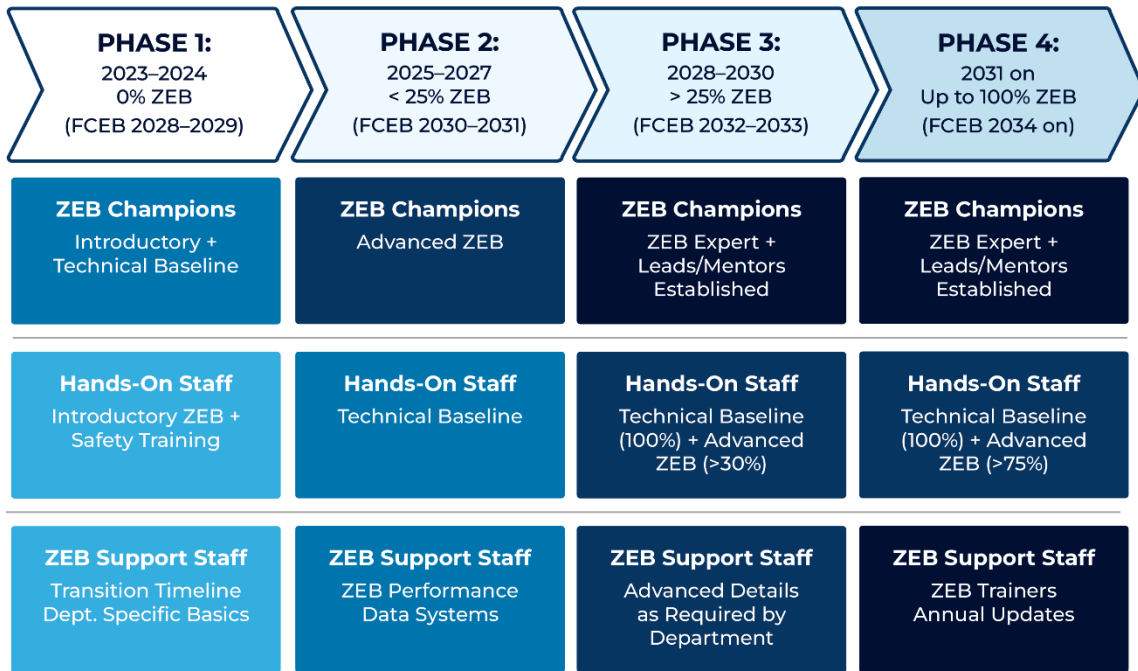 PHASE 1:
2023–2024
0% ZEB
(FCEB 2028–2029)
PHASE 2:
2025–2027
< 25% ZEB
(FCEB 2030–2031)
PHASE 3:
2028–2030
> 25% ZEB
(FCEB 2032–2033)
PHASE 4:
2031 on
Up to 100% ZEB
(FCEB 2034 on)
ZEB Champions
Introductory +
Technical Baseline
ZEB Champions
Advanced ZEB
ZEB Champions
ZEB Expert +
Leads/Mentors
Established
ZEB Champions
ZEB Expert +
Leads/Mentors
Established
Hands-On Staff
Introductory ZEB +
Safety Training
Hands-On Staff
Technical Baseline
Hands-On Staff
Technical Baseline
(100%) + Advanced
ZEB (>30%)
Hands-On Staff
Technical Baseline
(100%) + Advanced
ZEB (>75%)
ZEB Support Staff
Transition Timeline
Dept. Specific Basics
ZEB Support Staff
ZEB Performance
Data Systems
ZEB Support Staff
Advanced Details
as Required by
Department
ZEB Support Staff
ZEB Trainers
Annual Updates